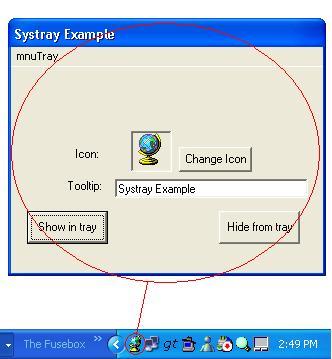 Systray Example
mnuTray
Icon:
Change Icon
Tooltip:
Systray Example
Show in tray
Hide from tray
The Fusebox
gt
2:49 PM